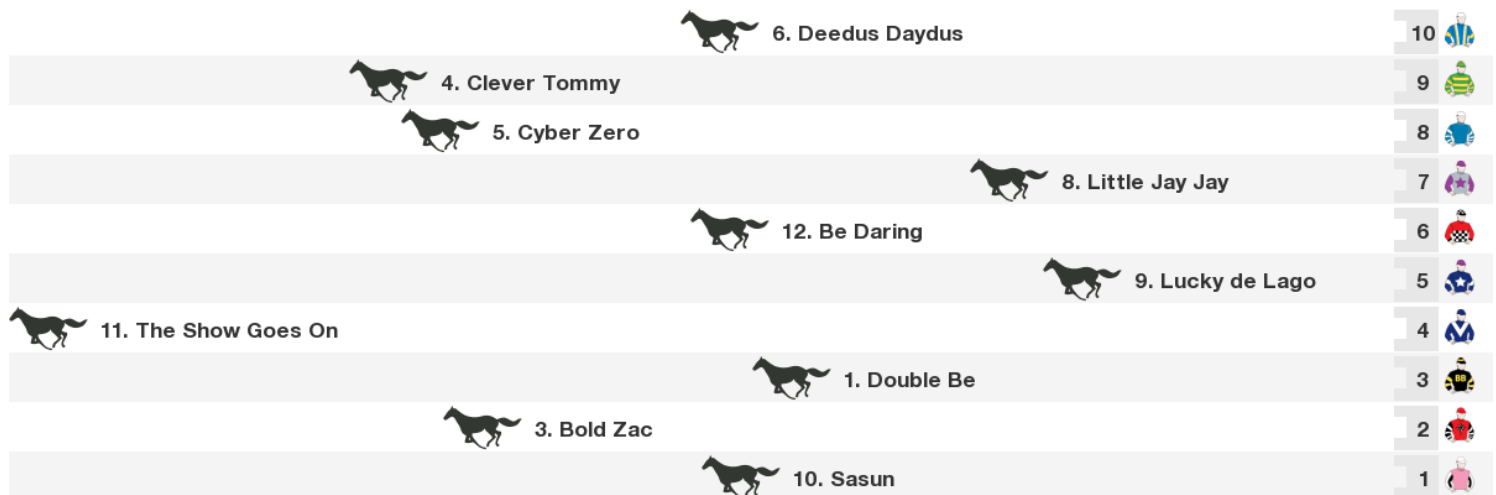 6. Deedus Daydus 10
4. Clever Tommy 9
5. Cyber Zero 8
8. Little Jay Jay 7
12. Be Daring 6
9. Lucky de Lago 5
11. The Show Goes On 4
1. Double Be 3 BB
3. Bold Zac 2
10. Sasun 1